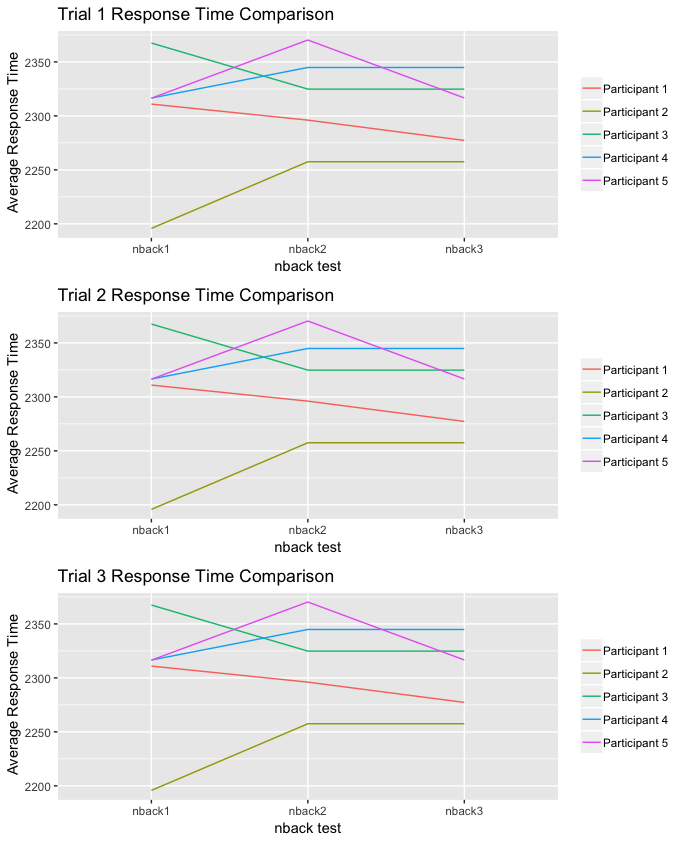 Trial 1 Response Time Comparison
Average Response Time
2350
2300
2250
2200
nback1 nback2 nback3
nback test
Participant 1
Participant 2
Participant 3
Participant 4
Participant 5
Trial 2 Response Time Comparison
Average Response Time
2350
2300
2250
2200
nback1 nback2 nback3
nback test
Participant 1
Participant 2
Participant 3
Participant 4
Participant 5
Trial 3 Response Time Comparison
Average Response Time
2350
2300
2250
2200
nback1 nback2 nback3
nback test
Participant 1
Participant 2
Participant 3
Participant 4
Participant 5